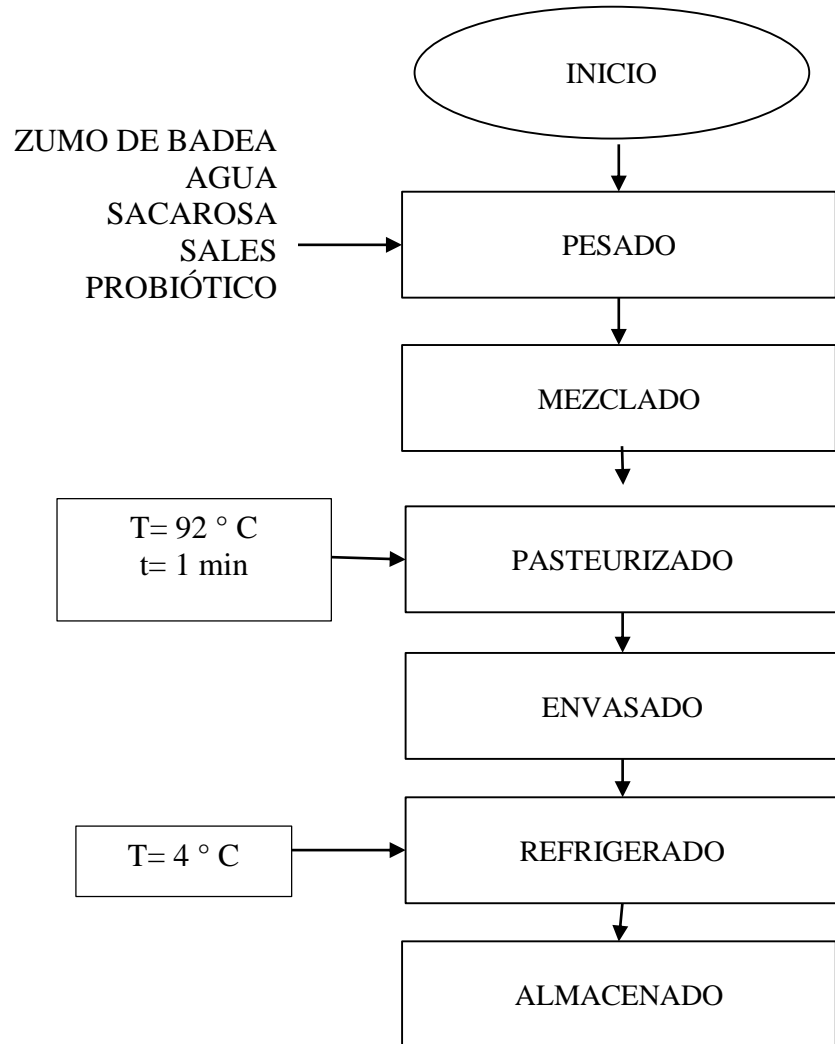 INICIO
ZUMO DE BADEA
AGUA
SACAROSA
SALES
PROBIÓTICO
PESADO
MEZCLADO
T= 92 ° C
t= 1 min
PASTEURIZADO
ENVASADO
T= 4 ° C
REFRIGERADO
ALMACENADO